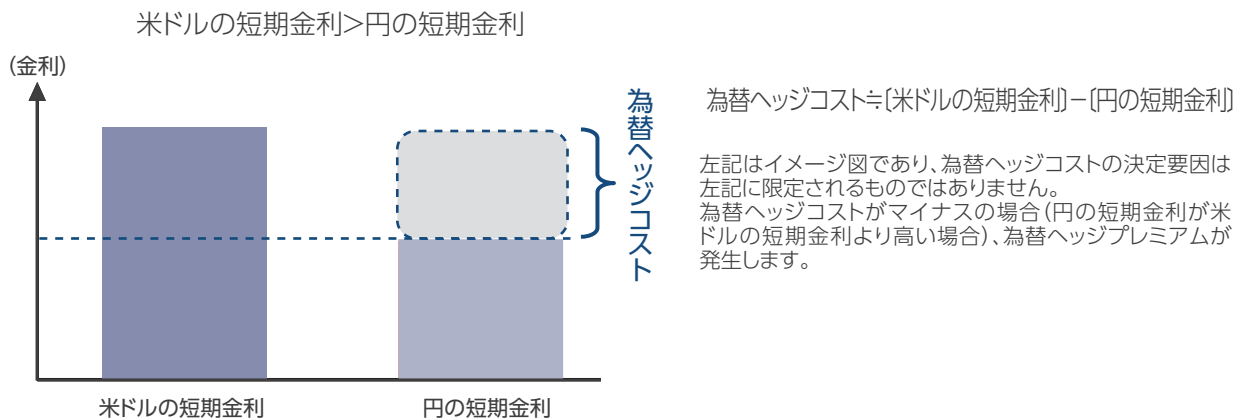 米ドルの短期金利>円の短期金利
(金利)
為替ヘッジコスト
米ドルの短期金利
円の短期金利
為替ヘッジコスト≒[米ドルの短期金利]−[円の短期金利]
左記はイメージ図であり、為替ヘッジコストの決定要因は
左記に限定されるものではありません。
為替ヘッジコストがマイナスの場合(円の短期金利が米
ドルの短期金利より高い場合)、為替ヘッジプレミアムが
発生します。